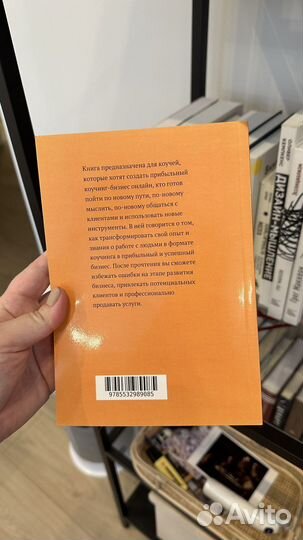 Книга предназначена для коучей,
которые хотят создать прибыльный
коучинг-бизнес онлайн, кто готов
пойти по новому пути, по-новому
мыслить, по-новому общаться с
клиентами и использовать новые
инструменты. В ней говорится о том,
как трансформировать свой опыт и
знания о работе с людьми в формате
коучинга в прибыльный и успешный
бизнес. После прочтения вы сможете
избежать ошибки на этапе развития
бизнеса, привлекать потенциальных
клиентов и профессионально
продавать услуги.
9785532989085
ДИЗАЙН-МЫШЛЕНИЕ
Avito